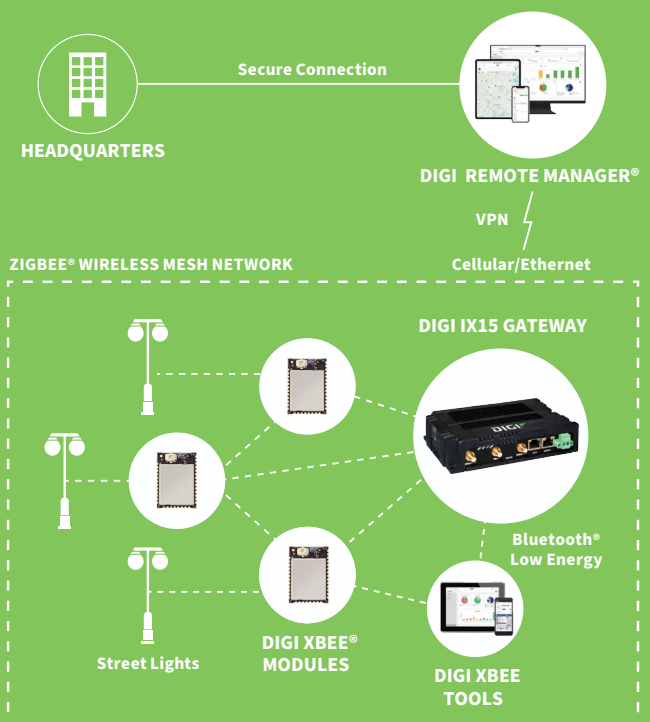 Secure Connection
HEADQUARTERS
DIGI REMOTE MANAGER®
VPN
Cellular/Ethernet
ZIGBEE® WIRELESS MESH NETWORK
DIGI IX15 GATEWAY
DIGI
Bluetooth®
Low Energy
Street Lights
DIGI XBEE®
MODULES
DIGI XBEE
TOOLS